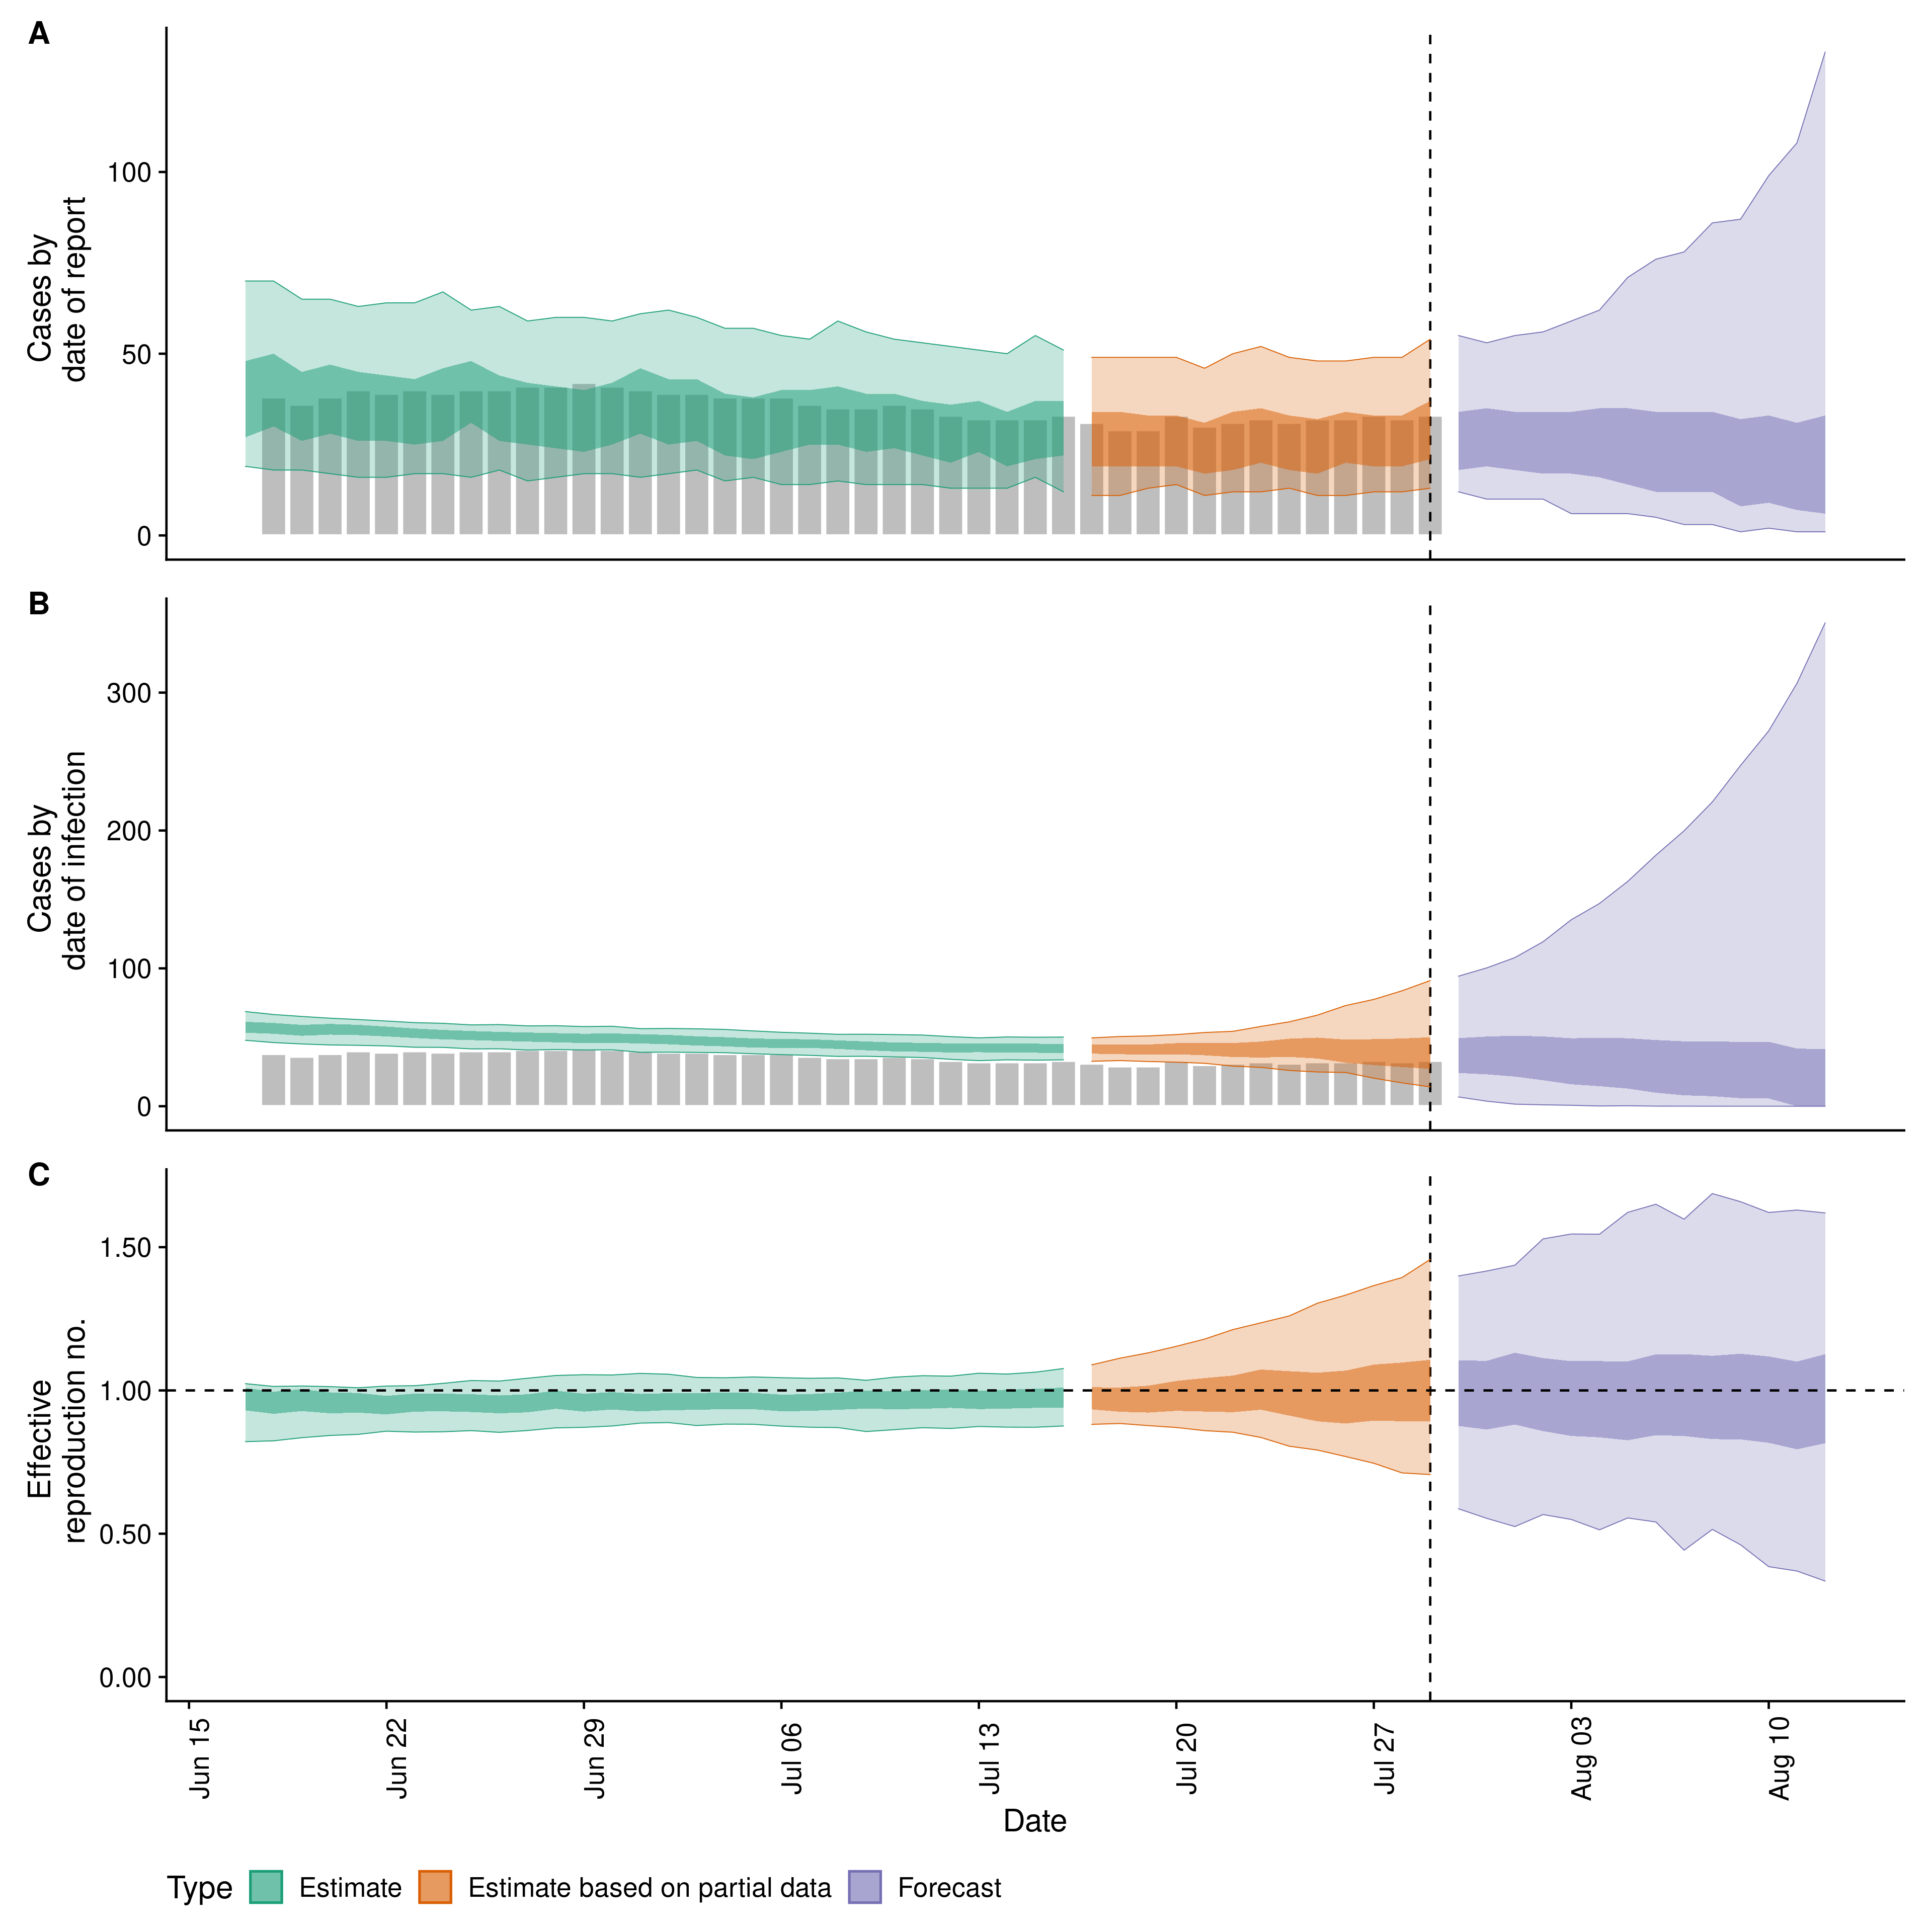 A
Cases by
date of report
100
50
0
B
Cases by
date of infection
300
200
100
0
C
Effective
reproduction no.
1.50
1.00
0.50
0.00
Jun 15
Jun 22
Jun 29
Jul 06
Jul 13
Jul 20
Jul 27
Aug 03
Aug 10
Date
Type Estimate Estimate based on partial data Forecast